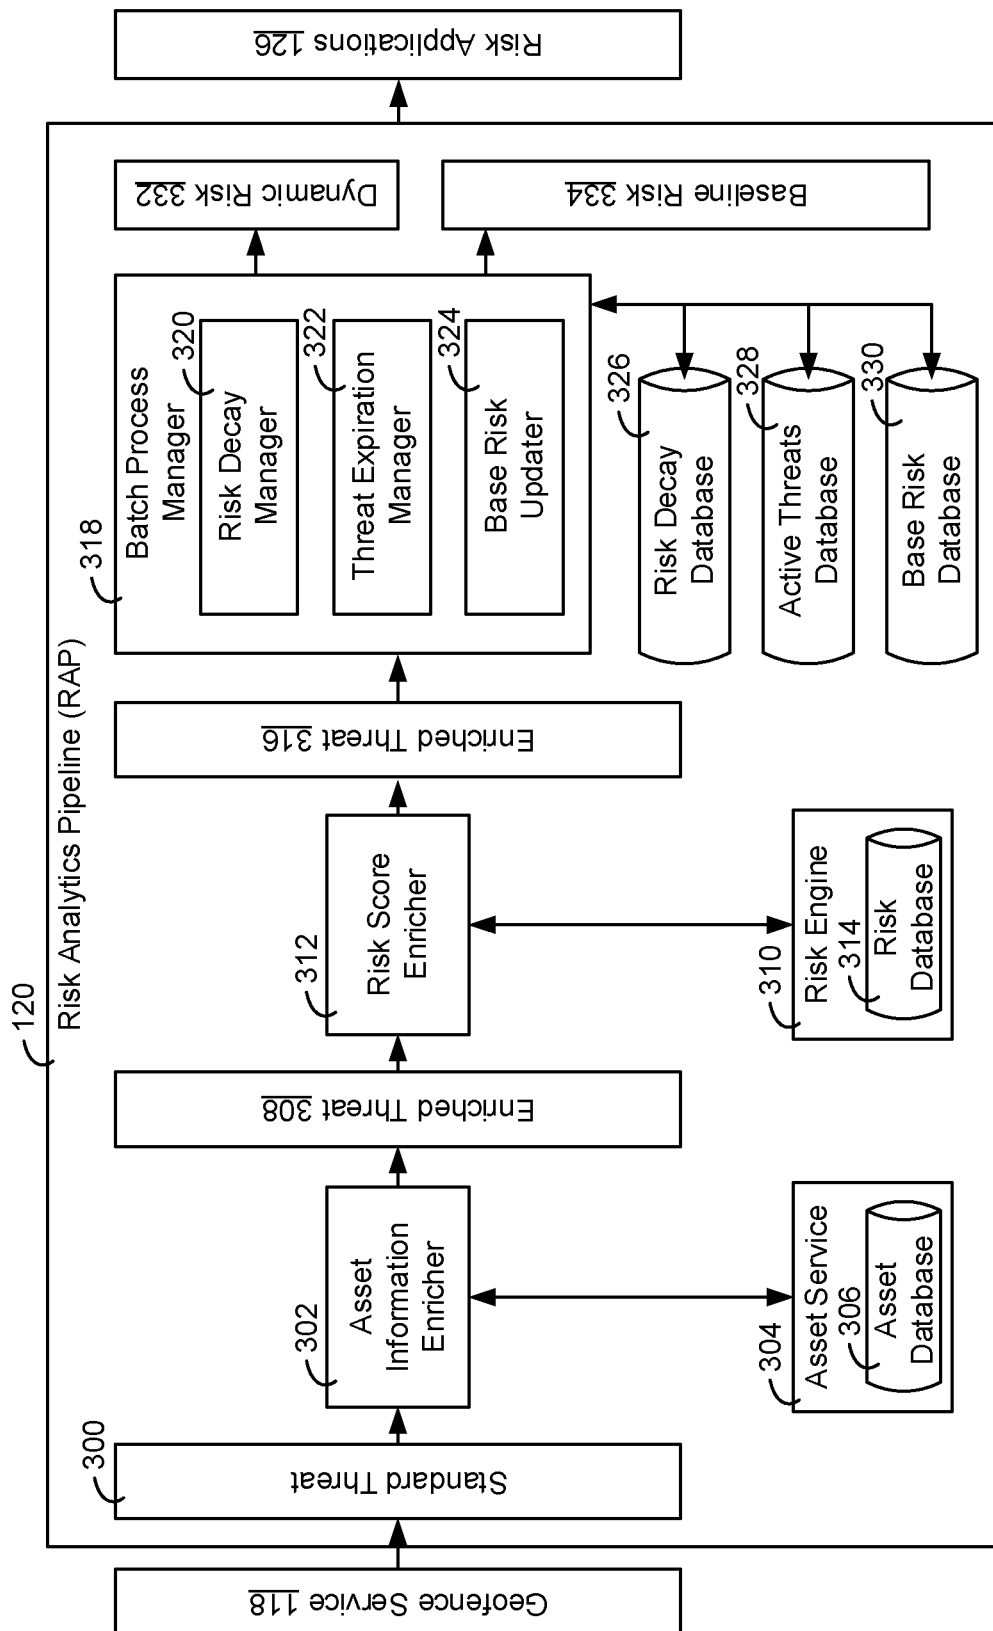 120
Risk Analytics Pipeline (RAP)
Geofence Service 118
300
Standard Threat
302
Asset
Information
Enricher
304
Asset Service
306
Asset
Database
Enriched Threat 308
312
Risk Score
Enricher
310
Risk Engine
314
Risk
Database
Enriched Threat 316
318
Batch Process
Manager
320
Risk Decay
Manager
322
Threat Expiration
Manager
324
Base Risk
Updater
326
Risk Decay
Database
328
Active Threats
Database
330
Base Risk
Database
Dynamic Risk 332
Baseline Risk 334
Risk Applications 126